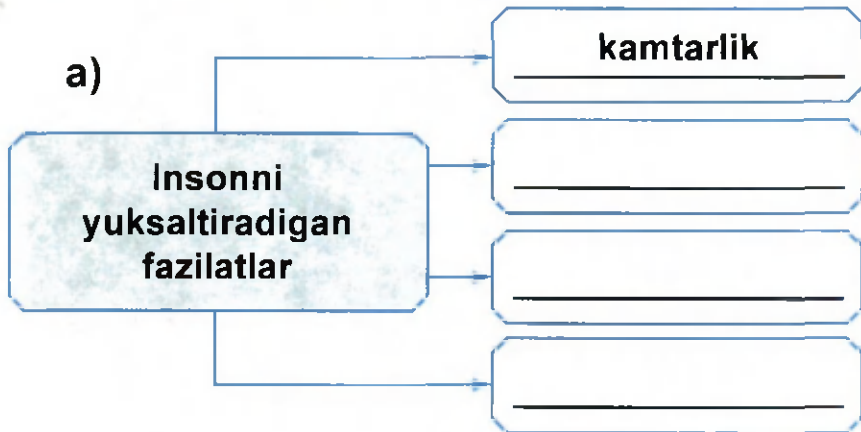 a)
kamtarlik
Insonni
yuksaltiradigan
fazilatlar